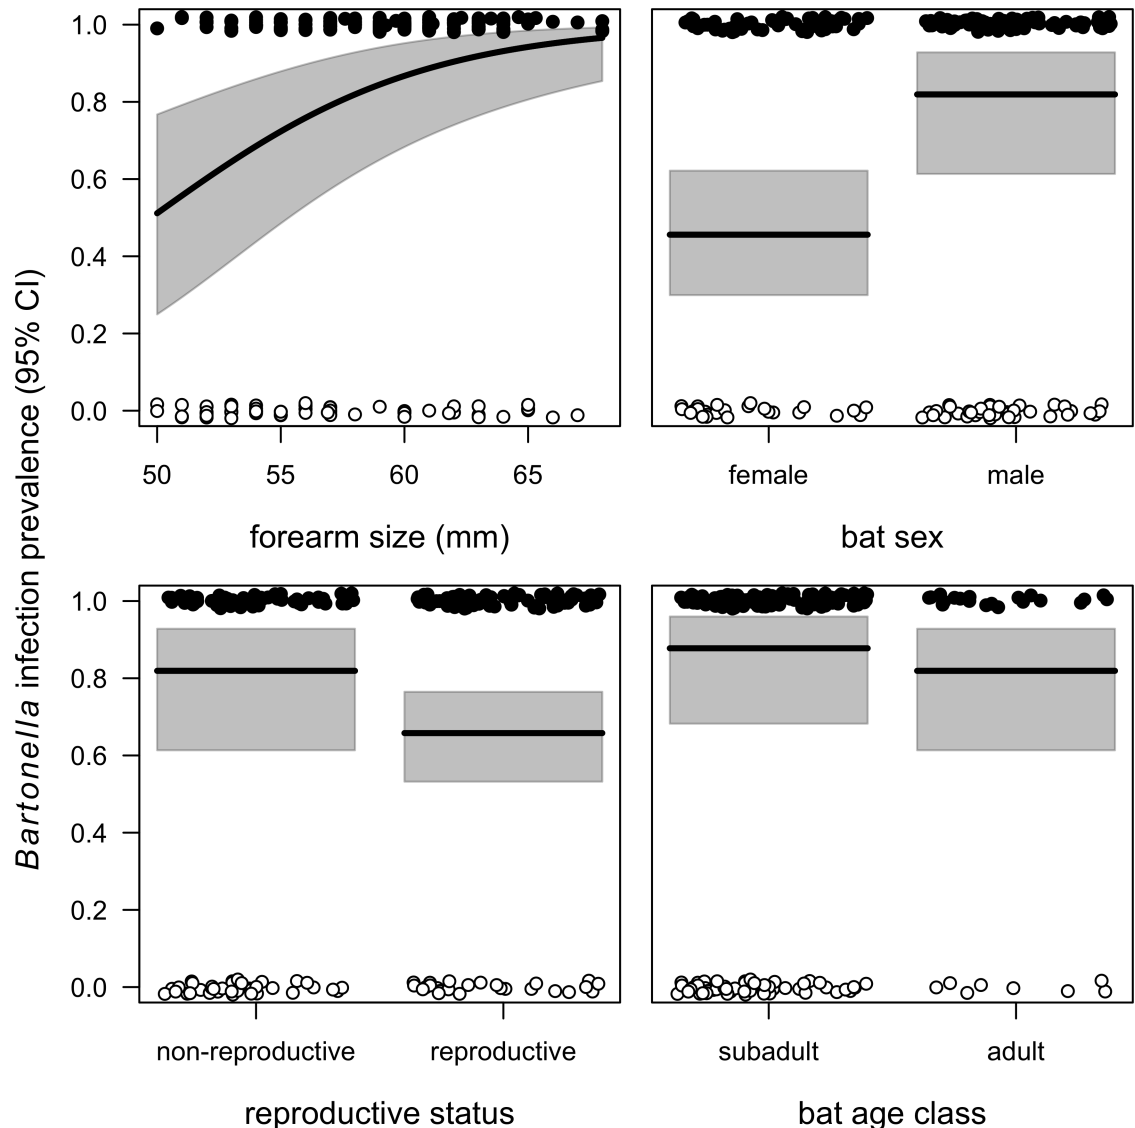 Bartonella infection prevalence (95% CI)
1.0
0.8
0.6
0.4
0.2
0.0
50 55 60 65
forearm size (mm)
female male
bat sex
1.0
0.8
0.6
0.4
0.2
0.0
non-reproductive reproductive
reproductive status
subadult adult
bat age class